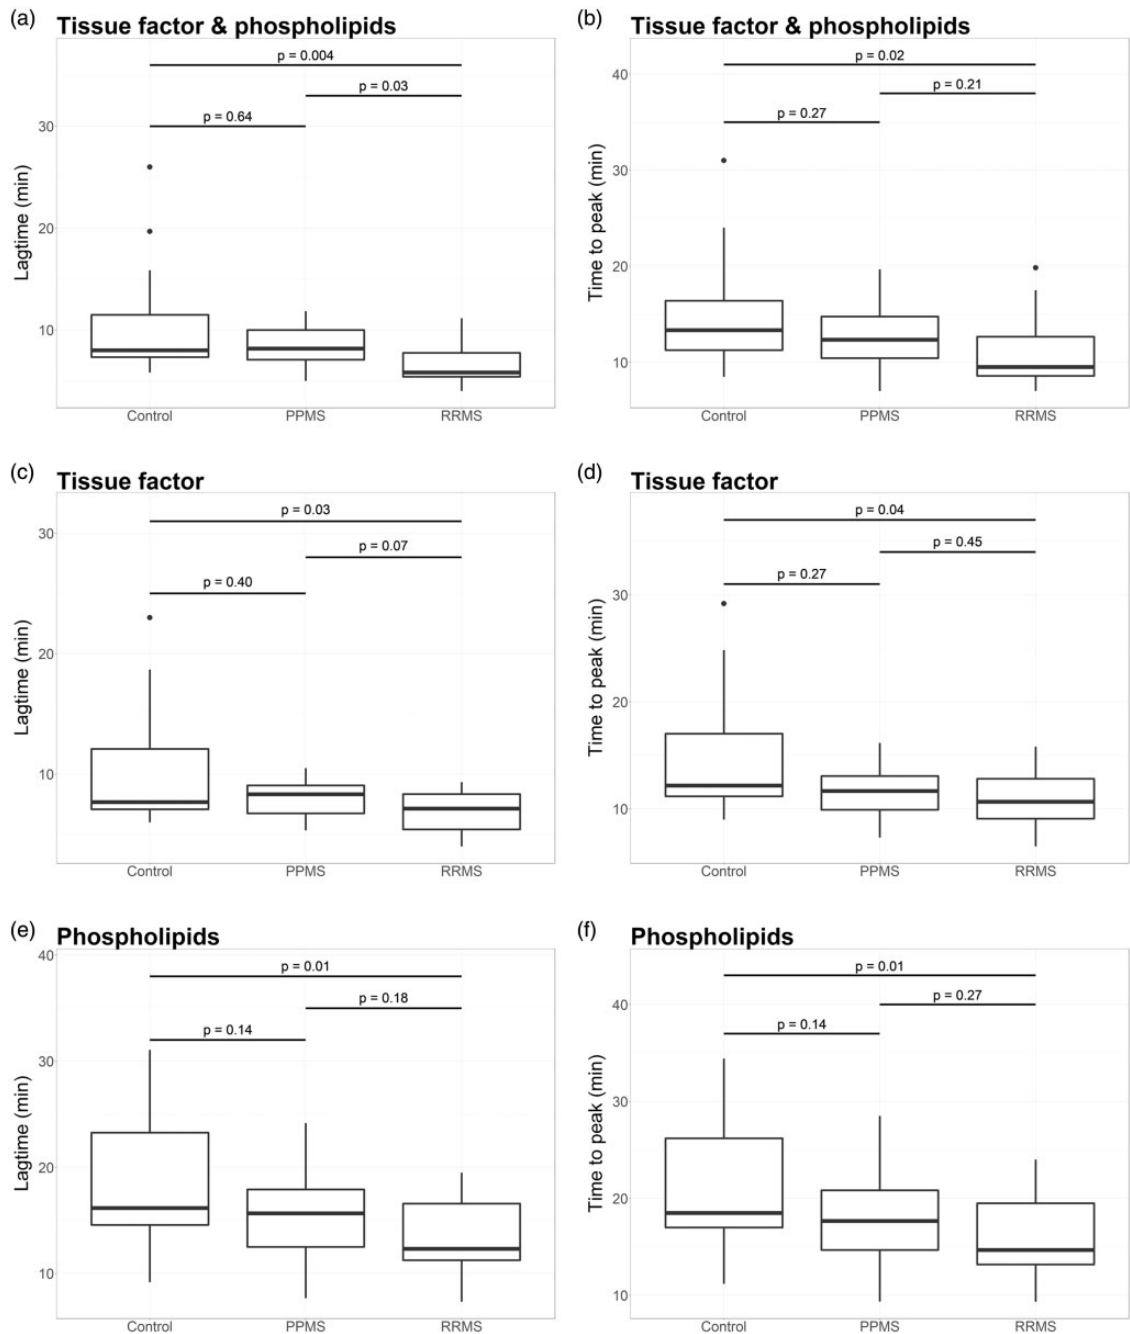 (a) Tissue factor & phospholipids
p = 0.004
p = 0.03
p = 0.64
30
20
10
Lagtime (min)
Control PPMS RRMS
(b) Tissue factor & phospholipids
p = 0.02
p = 0.21
p = 0.27
40
30
20
10
Time to peak (min)
Control PPMS RRMS
(c) Tissue factor
p = 0.03
p = 0.07
p = 0.40
30
20
10
Lagtime (min)
Control PPMS RRMS
(d) Tissue factor
p = 0.04
p = 0.45
p = 0.27
30
20
10
Time to peak (min)
Control PPMS RRMS
(e) Phospholipids
p = 0.01
p = 0.18
p = 0.14
40
30
20
10
Lagtime (min)
Control PPMS RRMS
(f) Phospholipids
p = 0.01
p = 0.27
p = 0.14
40
30
20
10
Time to peak (min)
Control PPMS RRMS